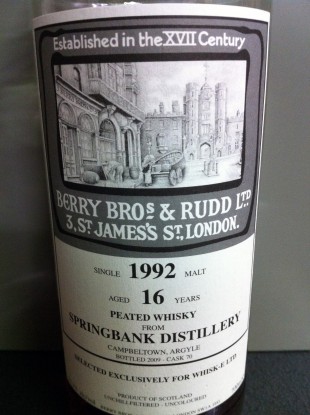 Established in the XVII Century
BERRY BROS & RUDD LTD
3, ST JAMES'S ST, LONDON.
SINGLE 1992 MALT
AGED 16 YEARS
PEATED WHISKY
FROM
SPRINGBANK DISTILLERY
CAMPBELTOWN, ARGYLE
BOTTLED 2009 - CASK 70
SELECTED EXCLUSIVELY FOR WHISK-E LTD
PRODUCT OF SCOTLAND
UNCHILLFILTERED - UNCOLOURED